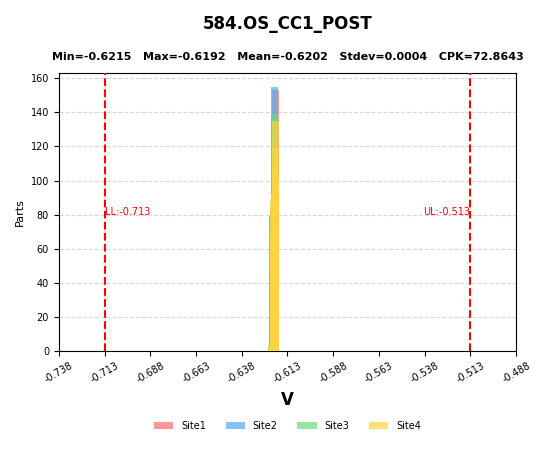 584.OS_CC1_POST
Min=-0.6215 Max=-0.6192 Mean=-0.6202 Stdev=0.0004 CPK=72.8643
160
140
120
100
80
60
40
20
0
Parts
LL:-0.713
UL:-0.513
-0.738 -0.713 -0.688 -0.663 -0.638 -0.613 -0.588 -0.563 -0.538 -0.513 -0.488
V
Site1 Site2 Site3 Site4